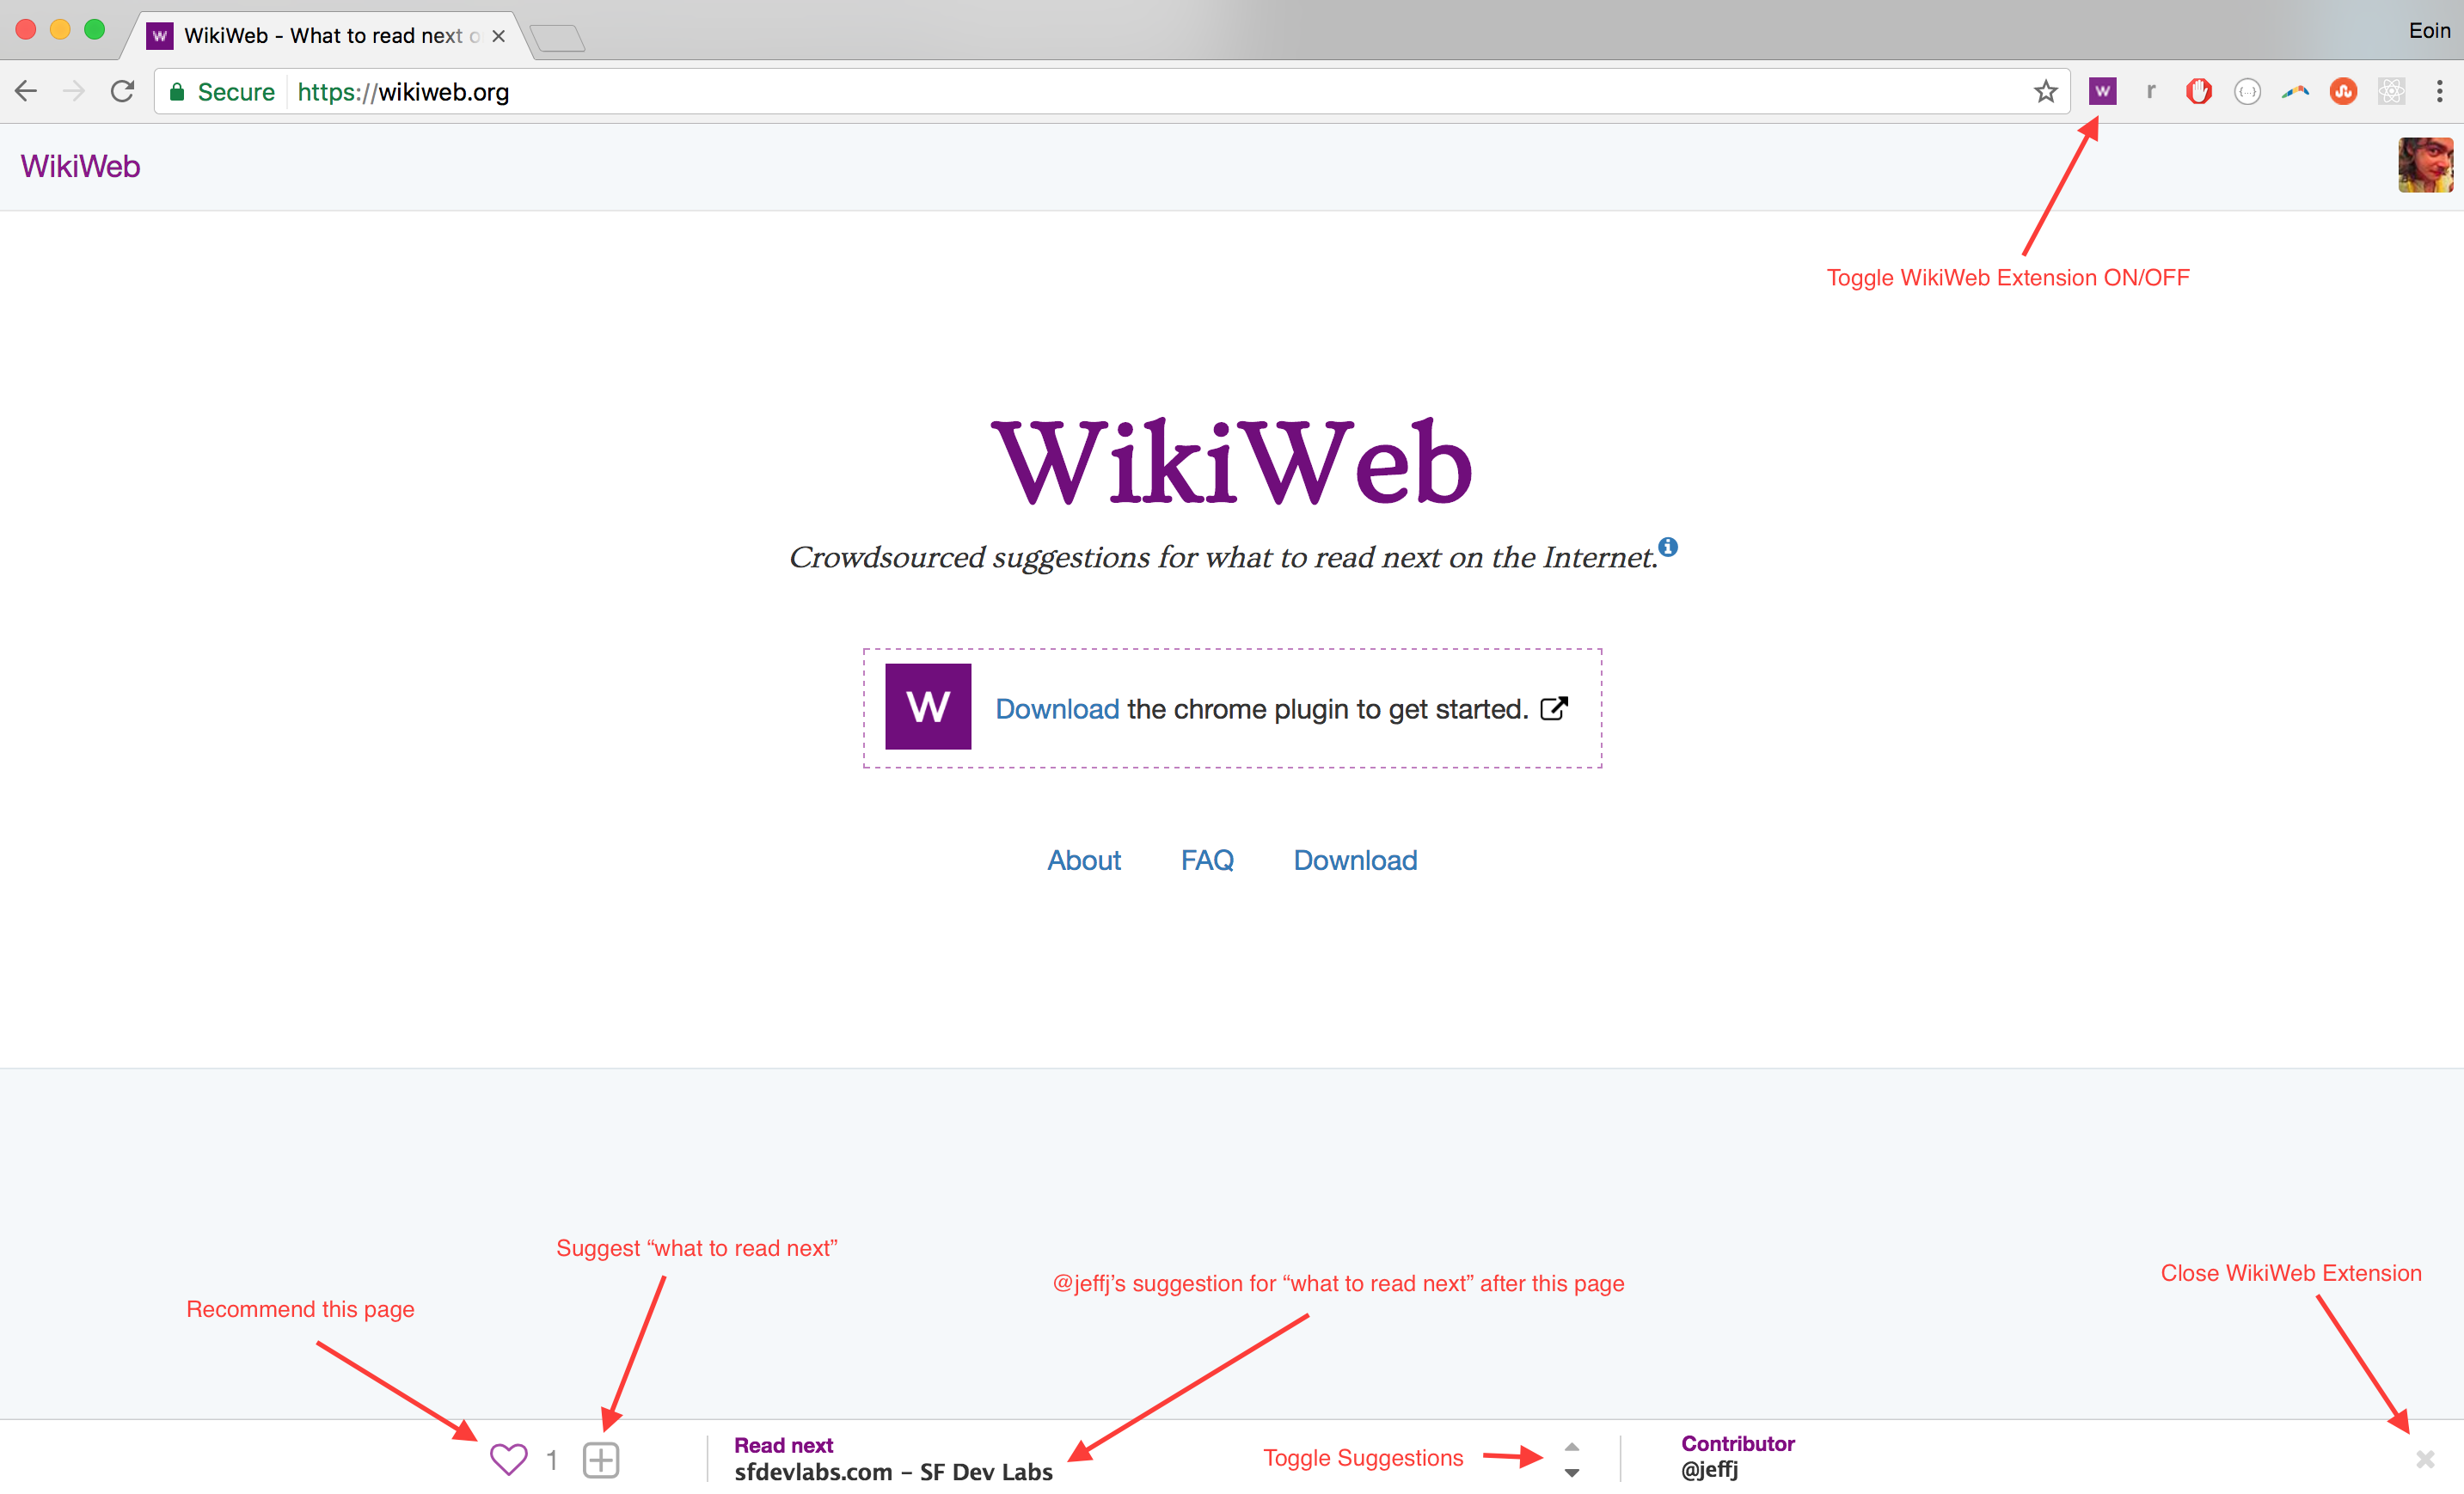 WikiWeb - What to read next o
Eoin
Secure https://wikiweb.org
W r
WikiWeb
Toggle WikiWeb Extension ON/OFF
WikiWeb
Crowdsourced suggestions for what to read next on the Internet.
W Download the chrome plugin to get started.
About FAQ Download
Suggest “what to read next”
Close WikiWeb Extension
@jeffj’s suggestion for “what to read next” after this page
Recommend this page
1
Read next
sfdevlabs.com – SF Dev Labs
Toggle Suggestions
Contributor
@jeffj